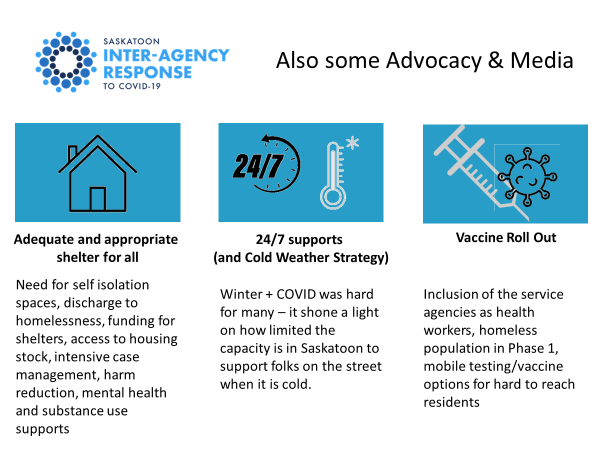 SASKATOON
INTER-AGENCY
RESPONSE
TO COVID-19
Also some Advocacy & Media
24/7
Adequate and appropriate
shelter for all
Need for self isolation
spaces, discharge to
homelessness, funding for
shelters, access to housing
stock, intensive case
management, harm
reduction, mental health
and substance use
supports
24/7 supports
(and Cold Weather Strategy)
Winter + COVID was hard
for many – it shone a light
on how limited the
capacity is in Saskatoon to
support folks on the street
when it is cold.
Vaccine Roll Out
Inclusion of the service
agencies as health
workers, homeless
population in Phase 1,
mobile testing/vaccine
options for hard to reach
residents